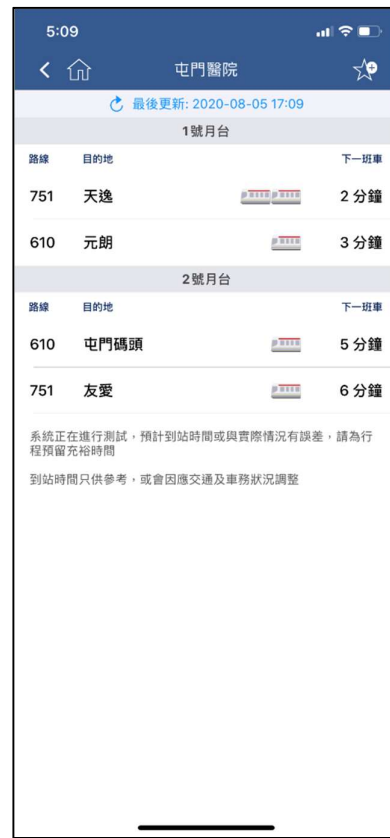 5:09
屯門醫院
最後更新: 2020-08-05 17:09
1號月台
路線 目的地 下一班車
751 天逸 2 分鐘
610 元朗 3 分鐘
2號月台
路線 目的地 下一班車
610 屯門碼頭 5 分鐘
751 友愛 6 分鐘
系統正在進行測試，預計到站時間或與實際情況有誤差，請為行
程預留充裕時間
到站時間只供參考，或會因應交通及車務狀況調整